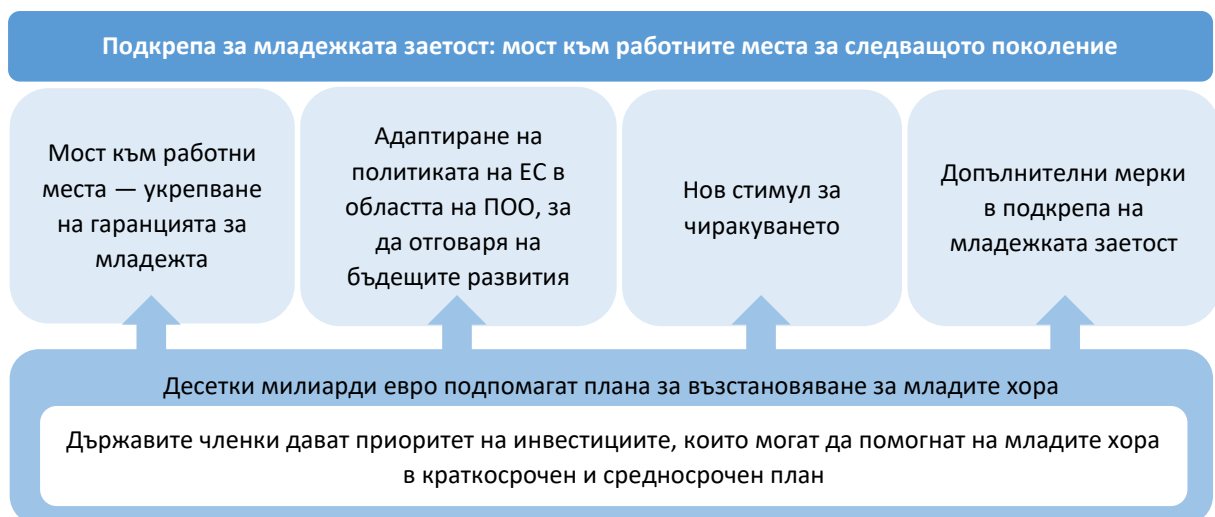 Подкрепа за младежката заетост: мост към работните места за следващото поколение
Мост към работни
места — укрепване
на гаранцията за
младежта
Адаптиране на
политиката на ЕС в
областта на ПОО, за
да отговаря на
бъдещите развития
Нов стимул за
чиракуването
Допълнителни мерки
в подкрепа на
младежката заетост
Десетки милиарди евро подпомагат плана за възстановяване за младите хора
Държавите членки дават приоритет на инвестициите, които могат да помогнат на младите хора
в краткосрочен и средносрочен план